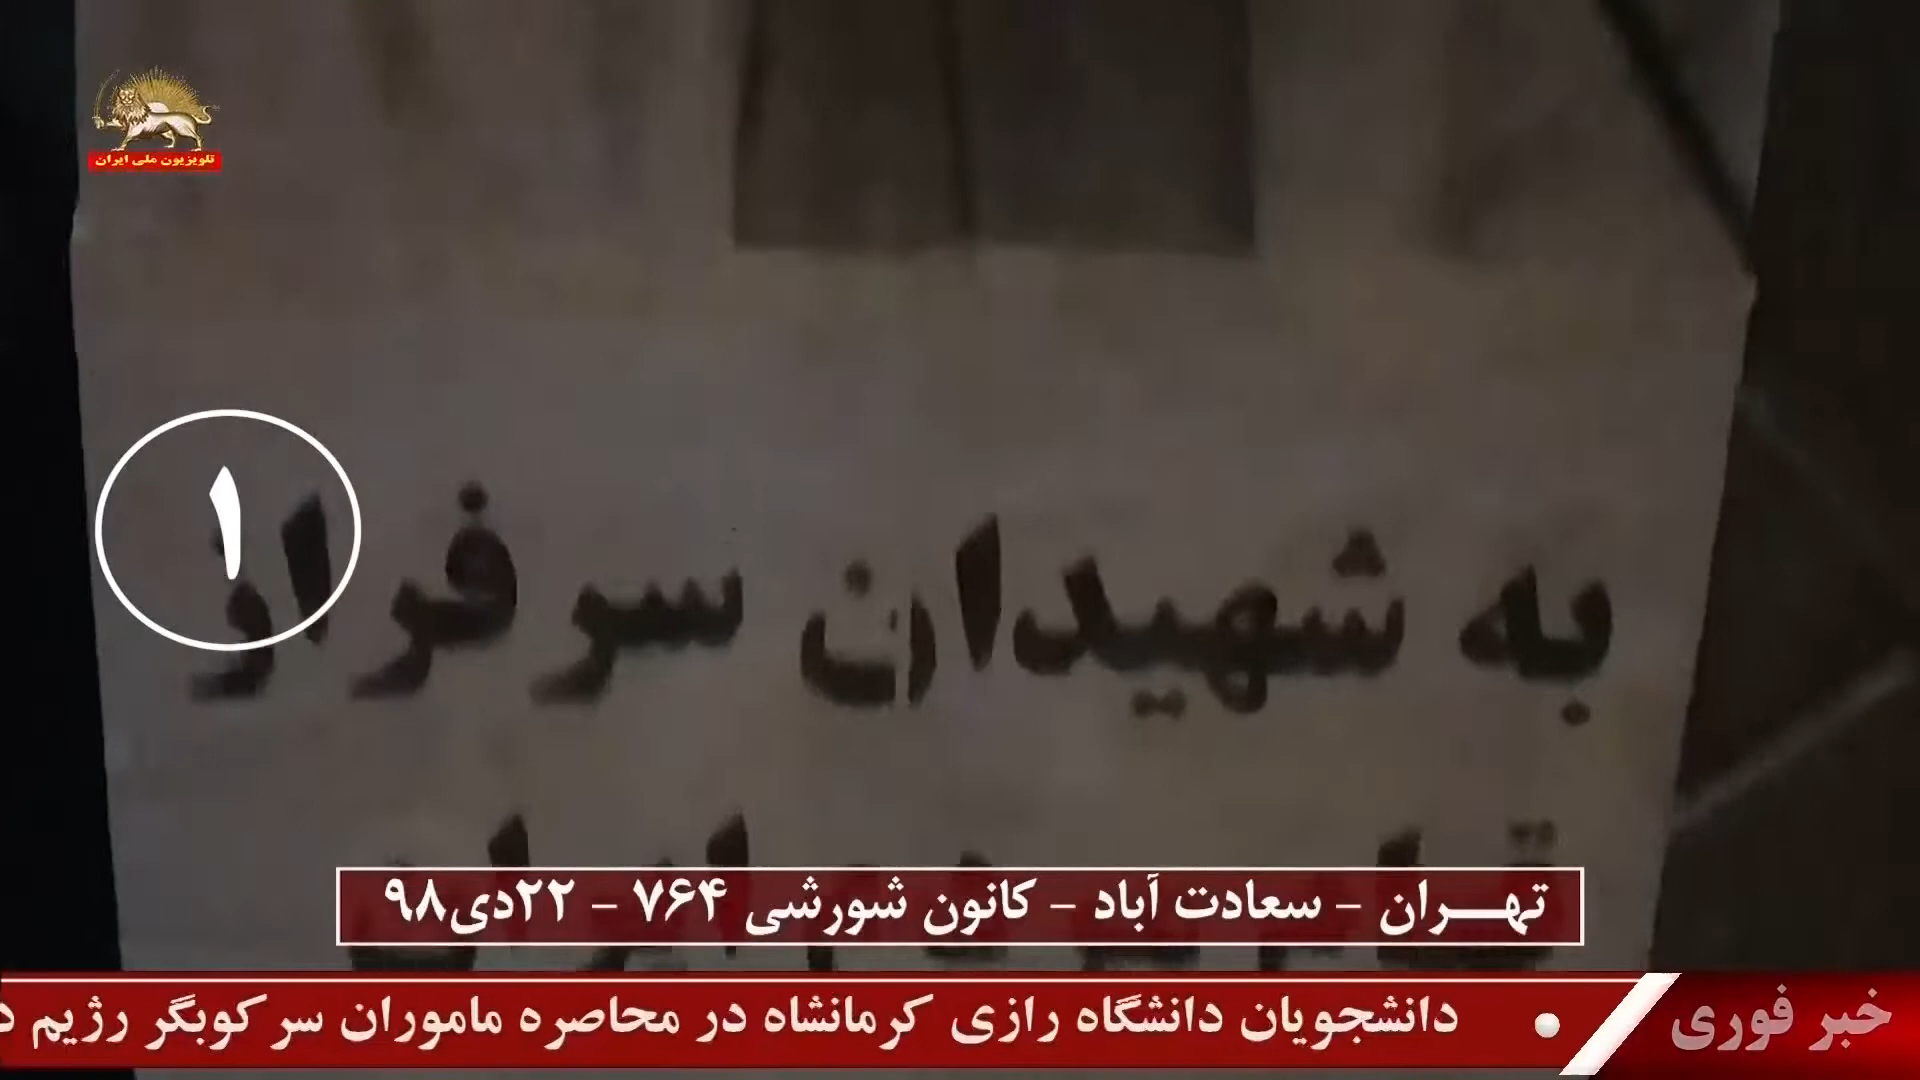 تلویزیون ملی ایران
۱
به شهیدان سرفراز
تهـران – سعادت آباد – کانون شورشی ۷۶۴ – ۲۲دی۹۸
خبر فوری
دانشجویان دانشگاه رازی کرمانشاه در محاصره ماموران سرکوبگر رژیم د